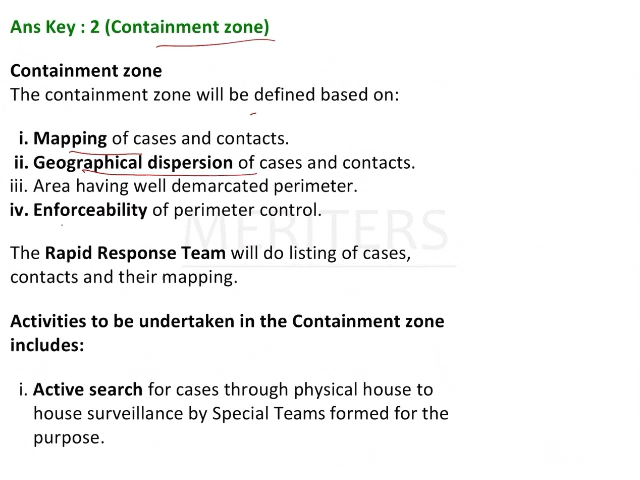 Ans Key : 2 (Containment zone)
Containment zone
The containment zone will be defined based on:
i. Mapping of cases and contacts.
ii. Geographical dispersion of cases and contacts.
iii. Area having well demarcated perimeter.
iv. Enforceability of perimeter control.
MERITERS
The Rapid Response Team will do listing of cases,
contacts and their mapping.
Activities to be undertaken in the Containment zone
includes:
i. Active search for cases through physical house to
house surveillance by Special Teams formed for the
purpose.